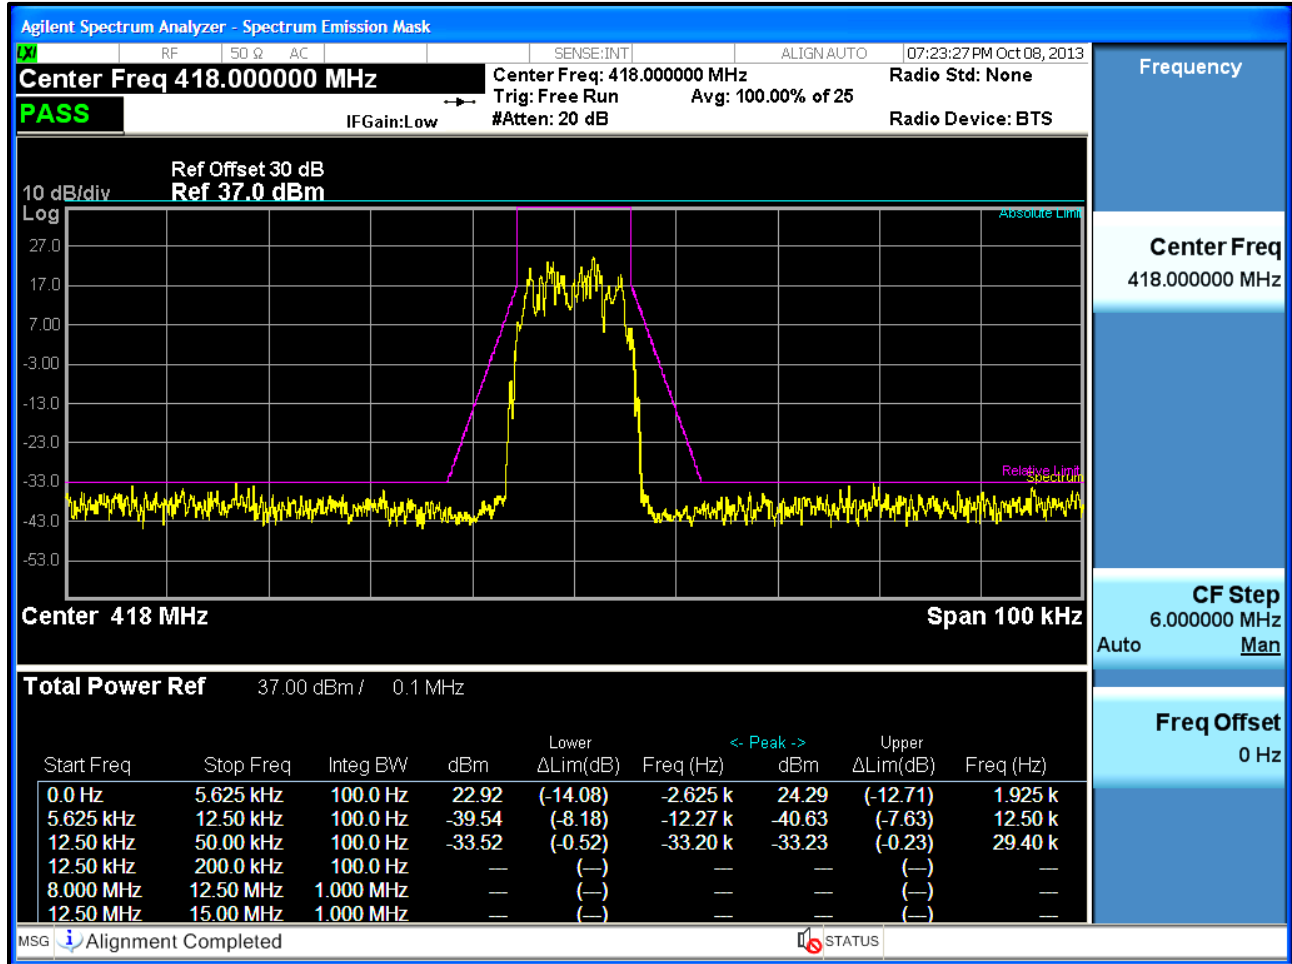 Agilent Spectrum Analyzer - Spectrum Emission Mask
LXI RF 50 Ω AC SENSE:INT ALIGN AUTO 07:23:27 PM Oct 08, 2013
Center Freq 418.000000 MHz
Center Freq: 418.000000 MHz Radio Std: None
Trig: Free Run Avg: 100.00% of 25
PASS
IFGain:Low #Atten: 20 dB Radio Device: BTS
Ref Offset 30 dB
10 dB/div Ref 37.0 dBm
Log
Absolute Limit
27.0
17.0
7.00
-3.00
-13.0
-23.0
-33.0
Relative Limit
Spectrum
-43.0
-53.0
Center 418 MHz Span 100 kHz
Total Power Ref 37.00 dBm / 0.1 MHz
Lower <- Peak -> Upper
Start Freq Stop Freq Integ BW dBm ΔLim(dB) Freq (Hz) dBm ΔLim(dB) Freq (Hz)
0.0 Hz 5.625 kHz 100.0 Hz 22.92 (-14.08) -2.625 k 24.29 (-12.71) 1.925 k
5.625 kHz 12.50 kHz 100.0 Hz -39.54 (-8.18) -12.27 k -40.63 (-7.63) 12.50 k
12.50 kHz 50.00 kHz 100.0 Hz -33.52 (-0.52) -33.20 k -33.23 (-0.23) 29.40 k
12.50 kHz 200.0 kHz 100.0 Hz --- (---) --- --- (---) ---
8.000 MHz 12.50 MHz 1.000 MHz --- (---) --- --- (---) ---
12.50 MHz 15.00 MHz 1.000 MHz --- (---) --- --- (---) ---
MSG Alignment Completed STATUS
Frequency
Center Freq
418.000000 MHz
CF Step
6.000000 MHz
Auto Man
Freq Offset
0 Hz